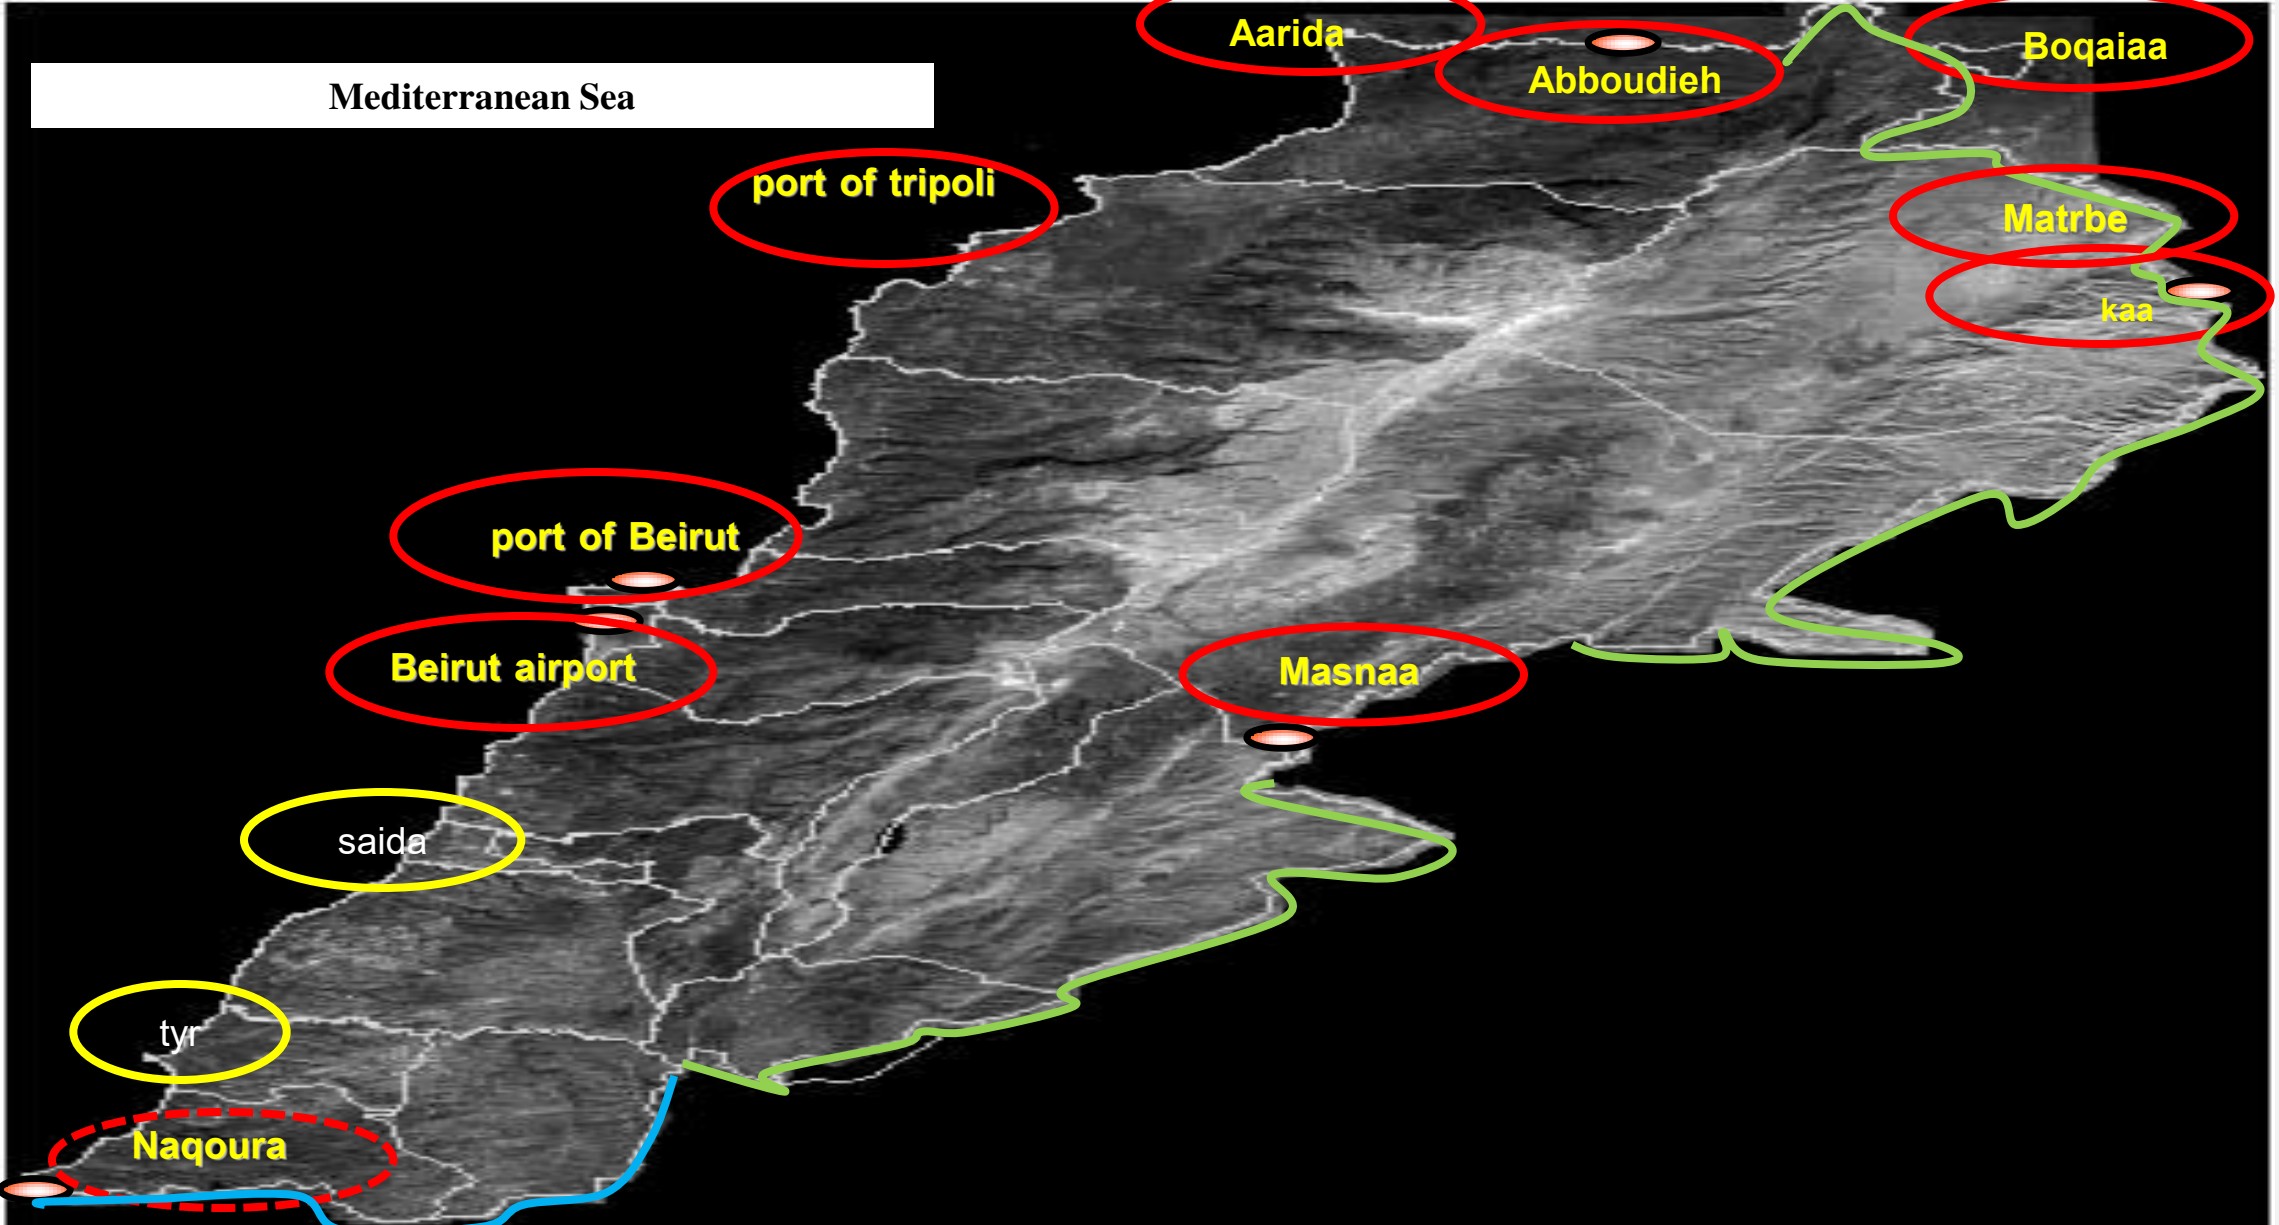 Aarida
Boqaiaa
Abboudieh
Mediterranean Sea
port of tripoli
Matrbe
kaa
port of Beirut
Beirut airport
Masnaa
saida
tyr
Naqoura